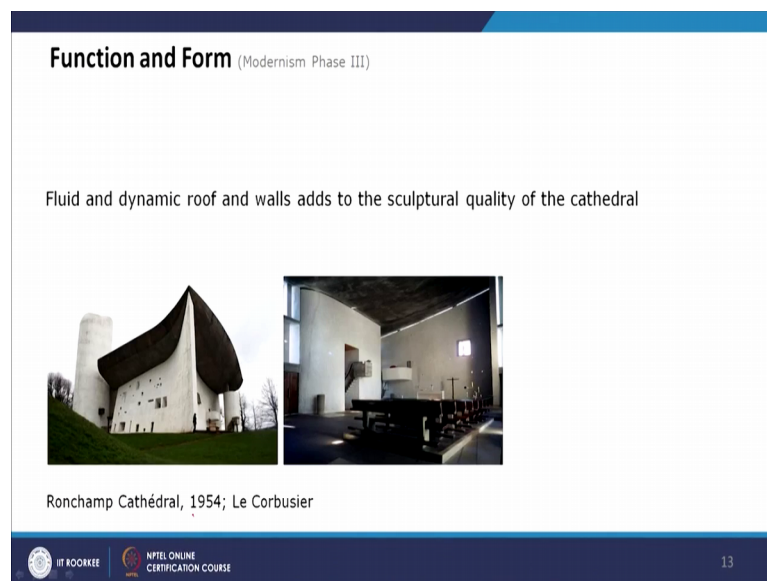 Function and Form (Modernism Phase III)
Fluid and dynamic roof and walls adds to the sculptural quality of the cathedral
Ronchamp Cathédral, 1954; Le Corbusier
IIT ROORKEE
NPTEL ONLINE
CERTIFICATION COURSE
13